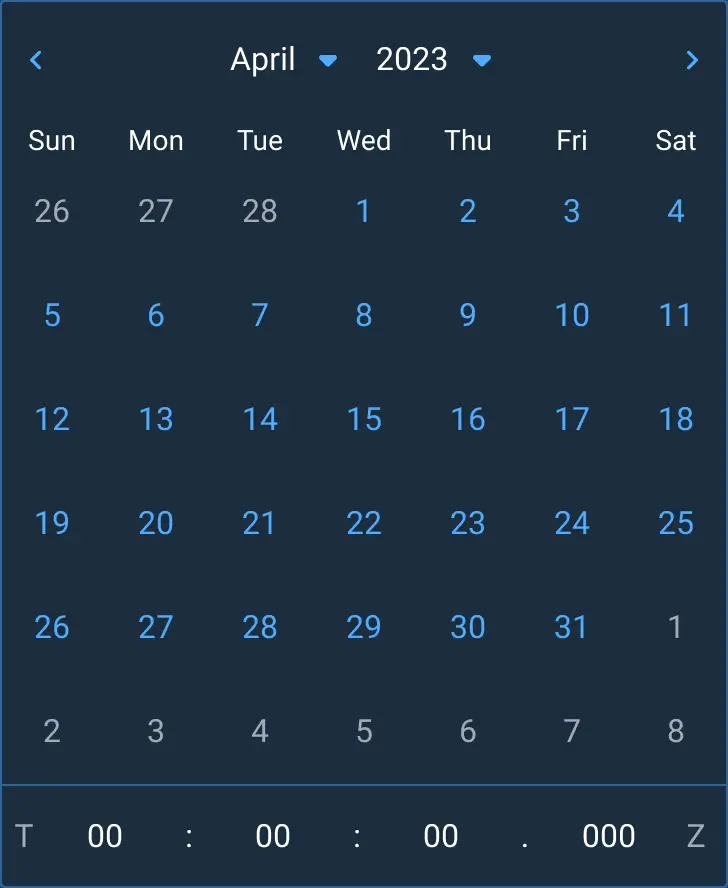 April 2023
Sun Mon Tue Wed Thu Fri Sat
26 27 28 1 2 3 4
5 6 7 8 9 10 11
12 13 14 15 16 17 18
19 20 21 22 23 24 25
26 27 28 29 30 31 1
2 3 4 5 6 7 8
T 00 : 00 : 00 . 000 Z